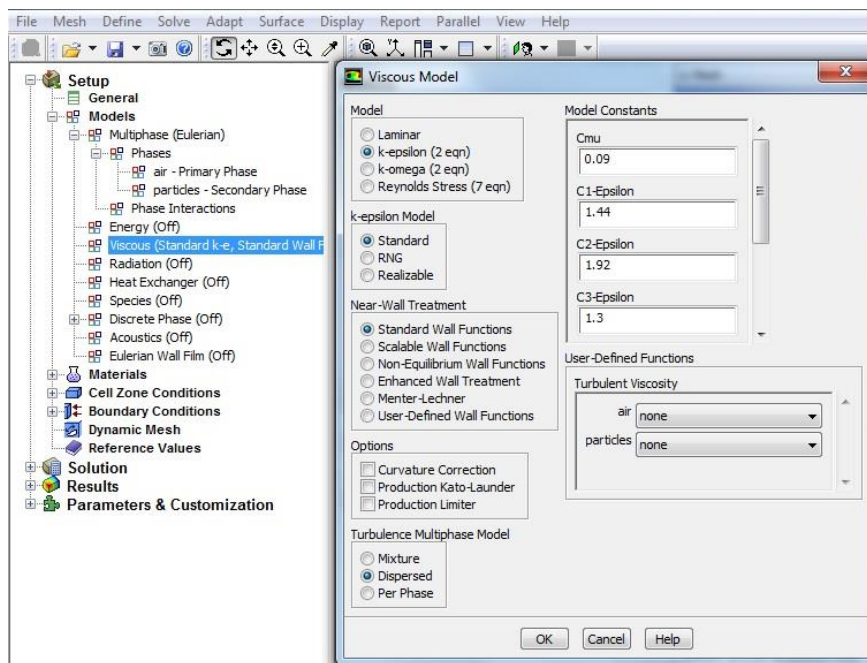 File Mesh Define Solve Adapt Surface Display Report Parallel View Help
Setup
General
Models
Multiphase (Eulerian)
Phases
air - Primary Phase
particles - Secondary Phase
Phase Interactions
Energy (Off)
Viscous (Standard k-e, Standard Wall F
Radiation (Off)
Heat Exchanger (Off)
Species (Off)
Discrete Phase (Off)
Acoustics (Off)
Eulerian Wall Film (Off)
Materials
Cell Zone Conditions
Boundary Conditions
Dynamic Mesh
Reference Values
Solution
Results
Parameters & Customization
Viscous Model
Model
Laminar
k-epsilon (2 eqn)
k-omega (2 eqn)
Reynolds Stress (7 eqn)
k-epsilon Model
Standard
RNG
Realizable
Near-Wall Treatment
Standard Wall Functions
Scalable Wall Functions
Non-Equilibrium Wall Functions
Enhanced Wall Treatment
Menter-Lechner
User-Defined Wall Functions
Options
Curvature Correction
Production Kato-Launder
Production Limiter
Turbulence Multiphase Model
Mixture
Dispersed
Per Phase
Model Constants
Cmu
0.09
C1-Epsilon
1.44
C2-Epsilon
1.92
C3-Epsilon
1.3
User-Defined Functions
Turbulent Viscosity
air none
particles none
OK Cancel Help